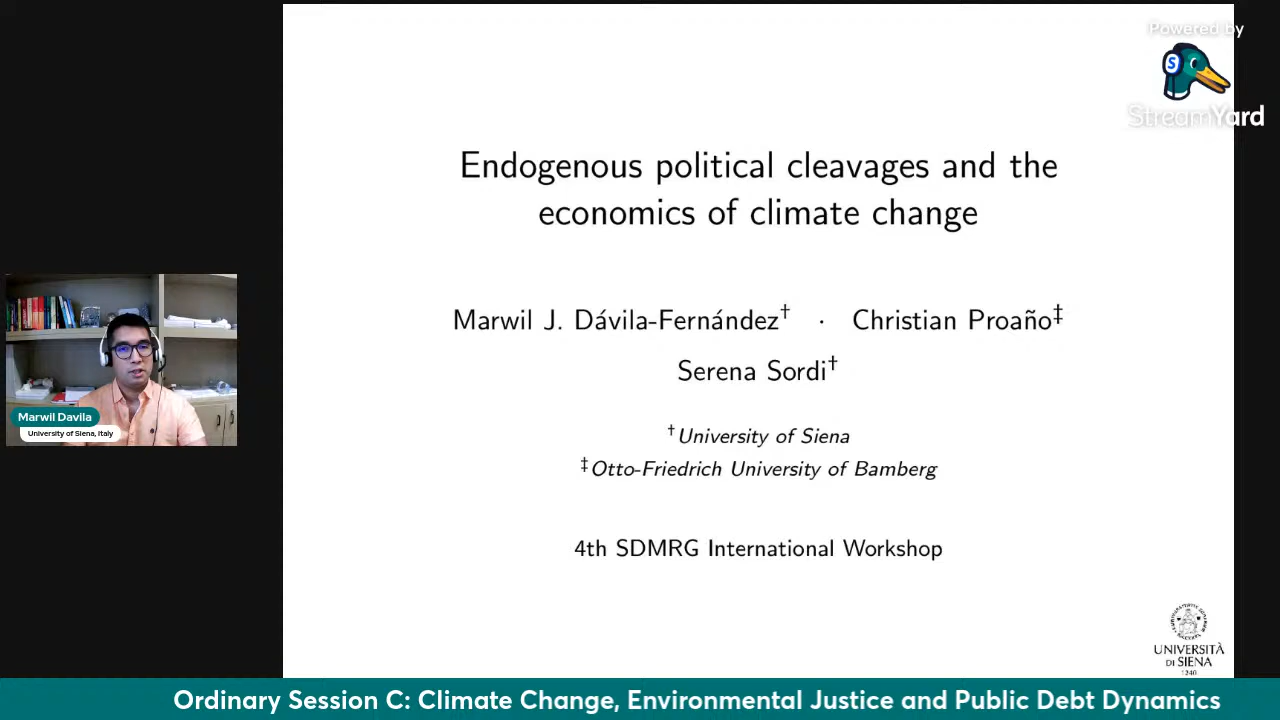 Powered by
S
StreamYard
Endogenous political cleavages and the
economics of climate change
Marwil J. Dávila-Fernández† · Christian Proaño‡
Serena Sordi†
†University of Siena
‡Otto-Friedrich University of Bamberg
4th SDMRG International Workshop
UNIVERSITÀ
DI SIENA
1240
Marwil Davila
University of Siena, Italy
Ordinary Session C: Climate Change, Environmental Justice and Public Debt Dynamics